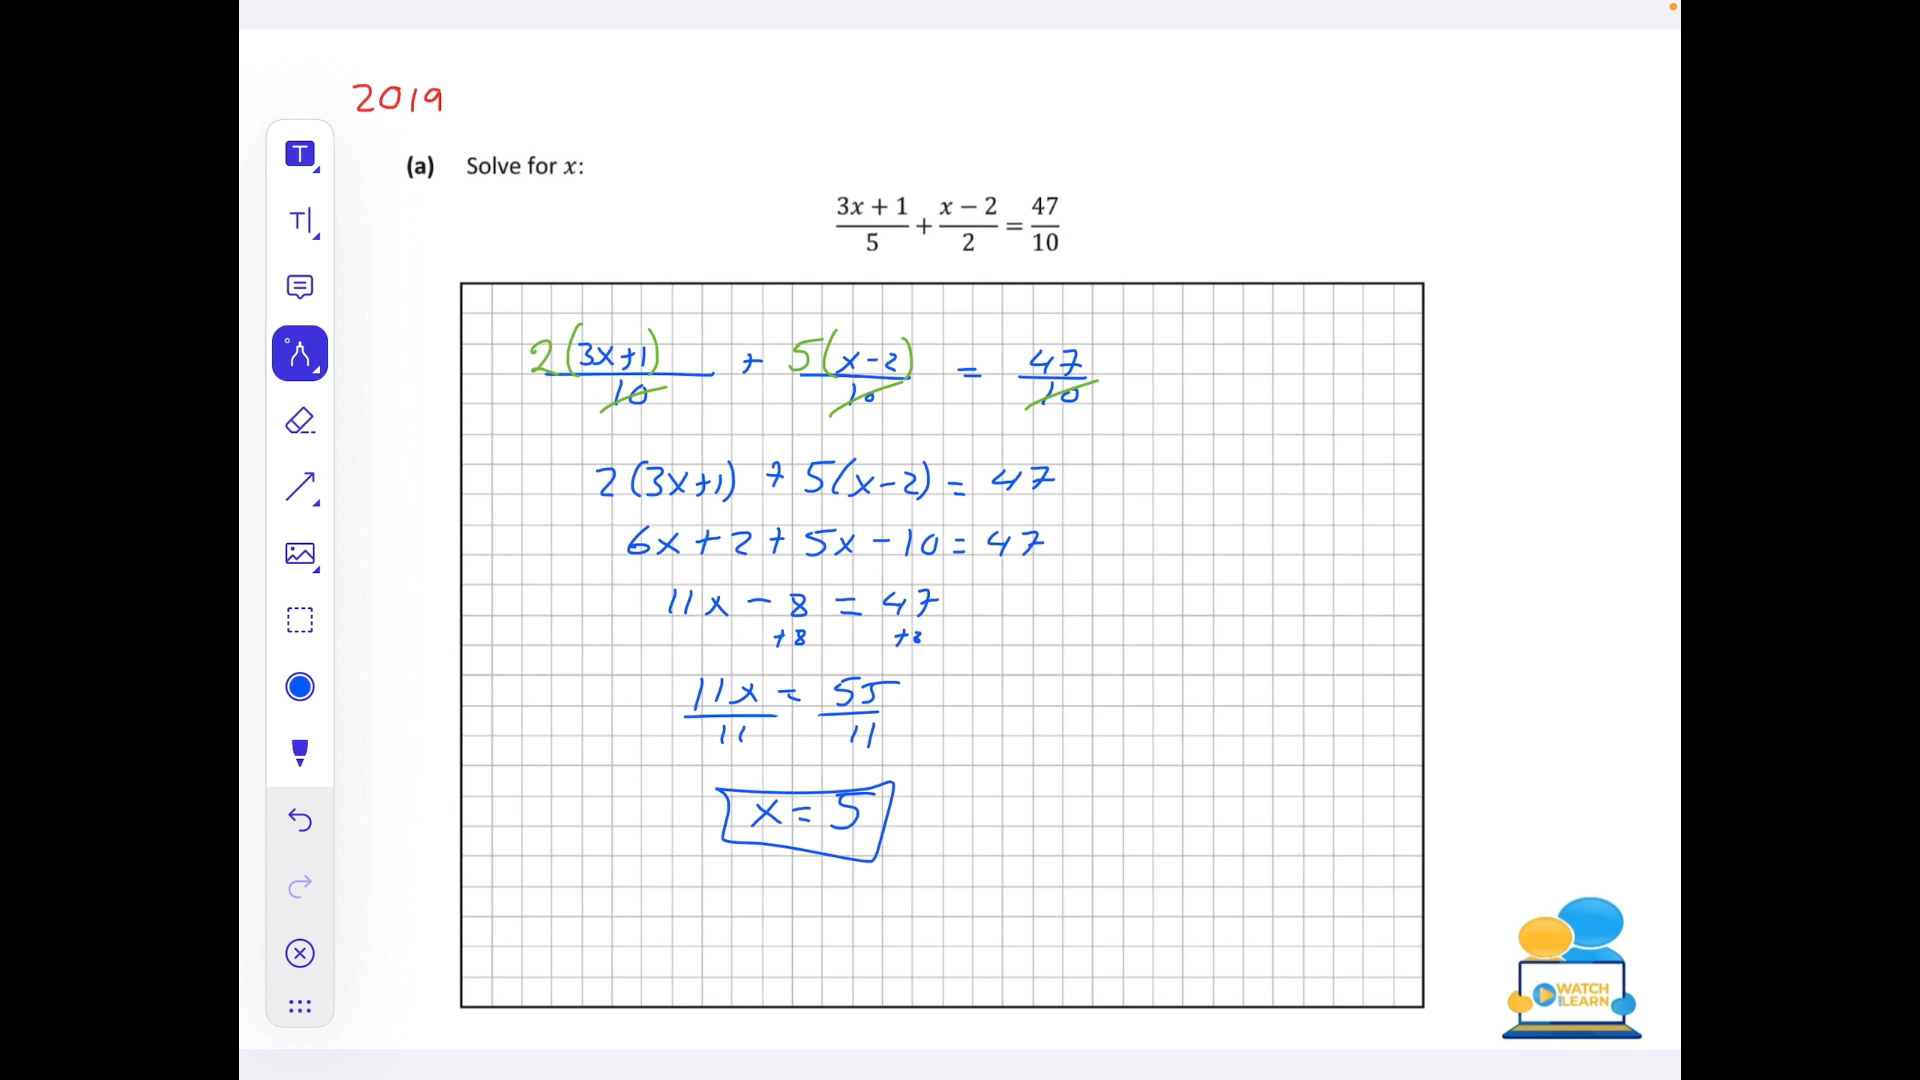 2019
(a) Solve for x:
(3x + 1)/5 + (x − 2)/2 = 47/10
2(3x+1)/10 + 5(x-2)/10 = 47/10
2(3x+1) + 5(x-2) = 47
6x + 2 + 5x - 10 = 47
11x - 8 = 47
+8 +8
11x/11 = 55/11
x = 5
T
T
WATCH
LEARN